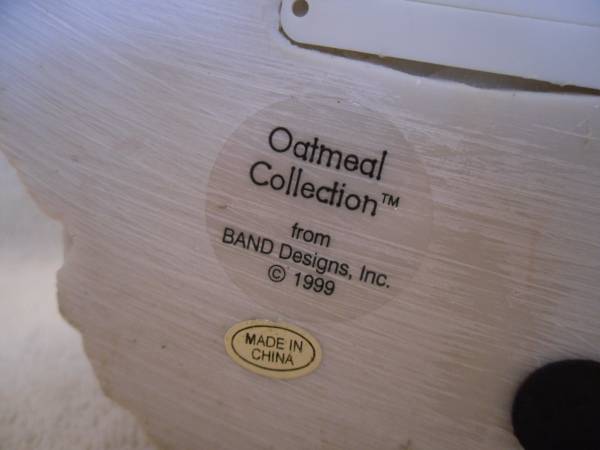 Oatmeal
Collection™
from
BAND Designs, Inc.
© 1999
MADE IN
CHINA